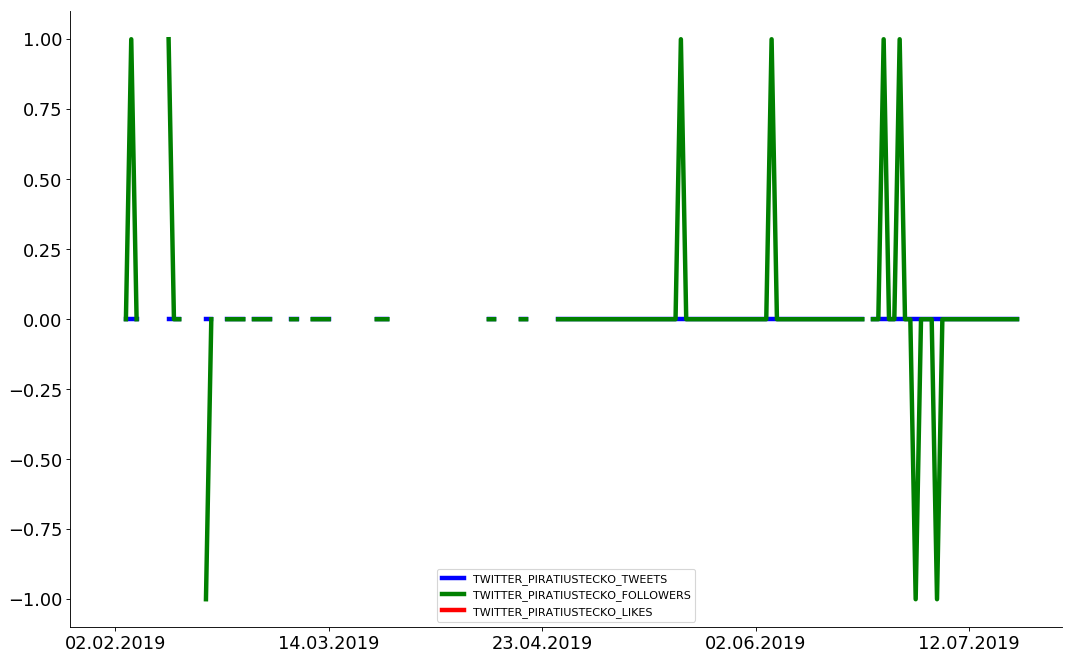 1.00
0.75
0.50
0.25
0.00
−0.25
−0.50
−0.75
−1.00
TWITTER_PIRATIUSTECKO_TWEETS
TWITTER_PIRATIUSTECKO_FOLLOWERS
TWITTER_PIRATIUSTECKO_LIKES
02.02.2019 14.03.2019 23.04.2019 02.06.2019 12.07.2019